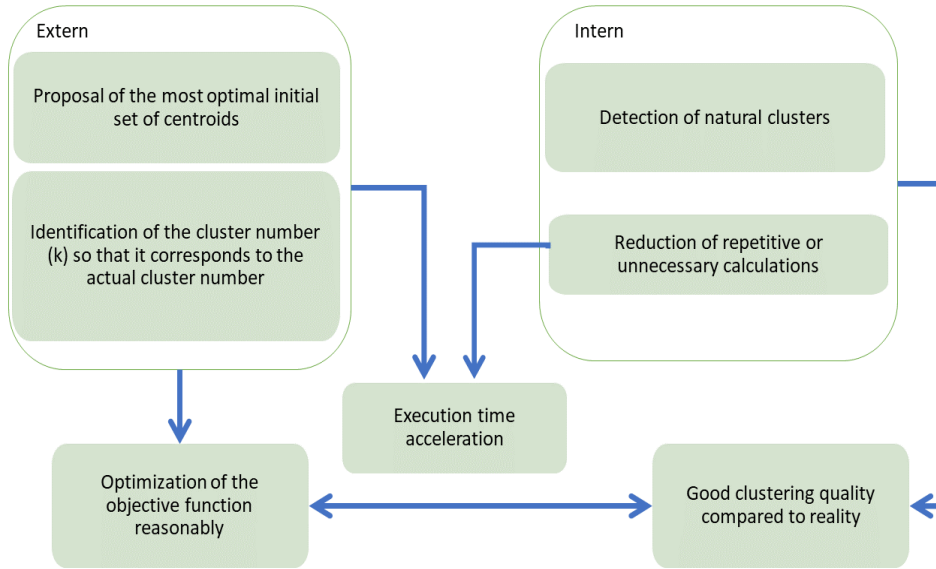 Extern
Proposal of the most optimal initial
set of centroids
Identification of the cluster number
(k) so that it corresponds to the
actual cluster number
Intern
Detection of natural clusters
Reduction of repetitive or
unnecessary calculations
Execution time
acceleration
Optimization of the
objective function
reasonably
Good clustering quality
compared to reality